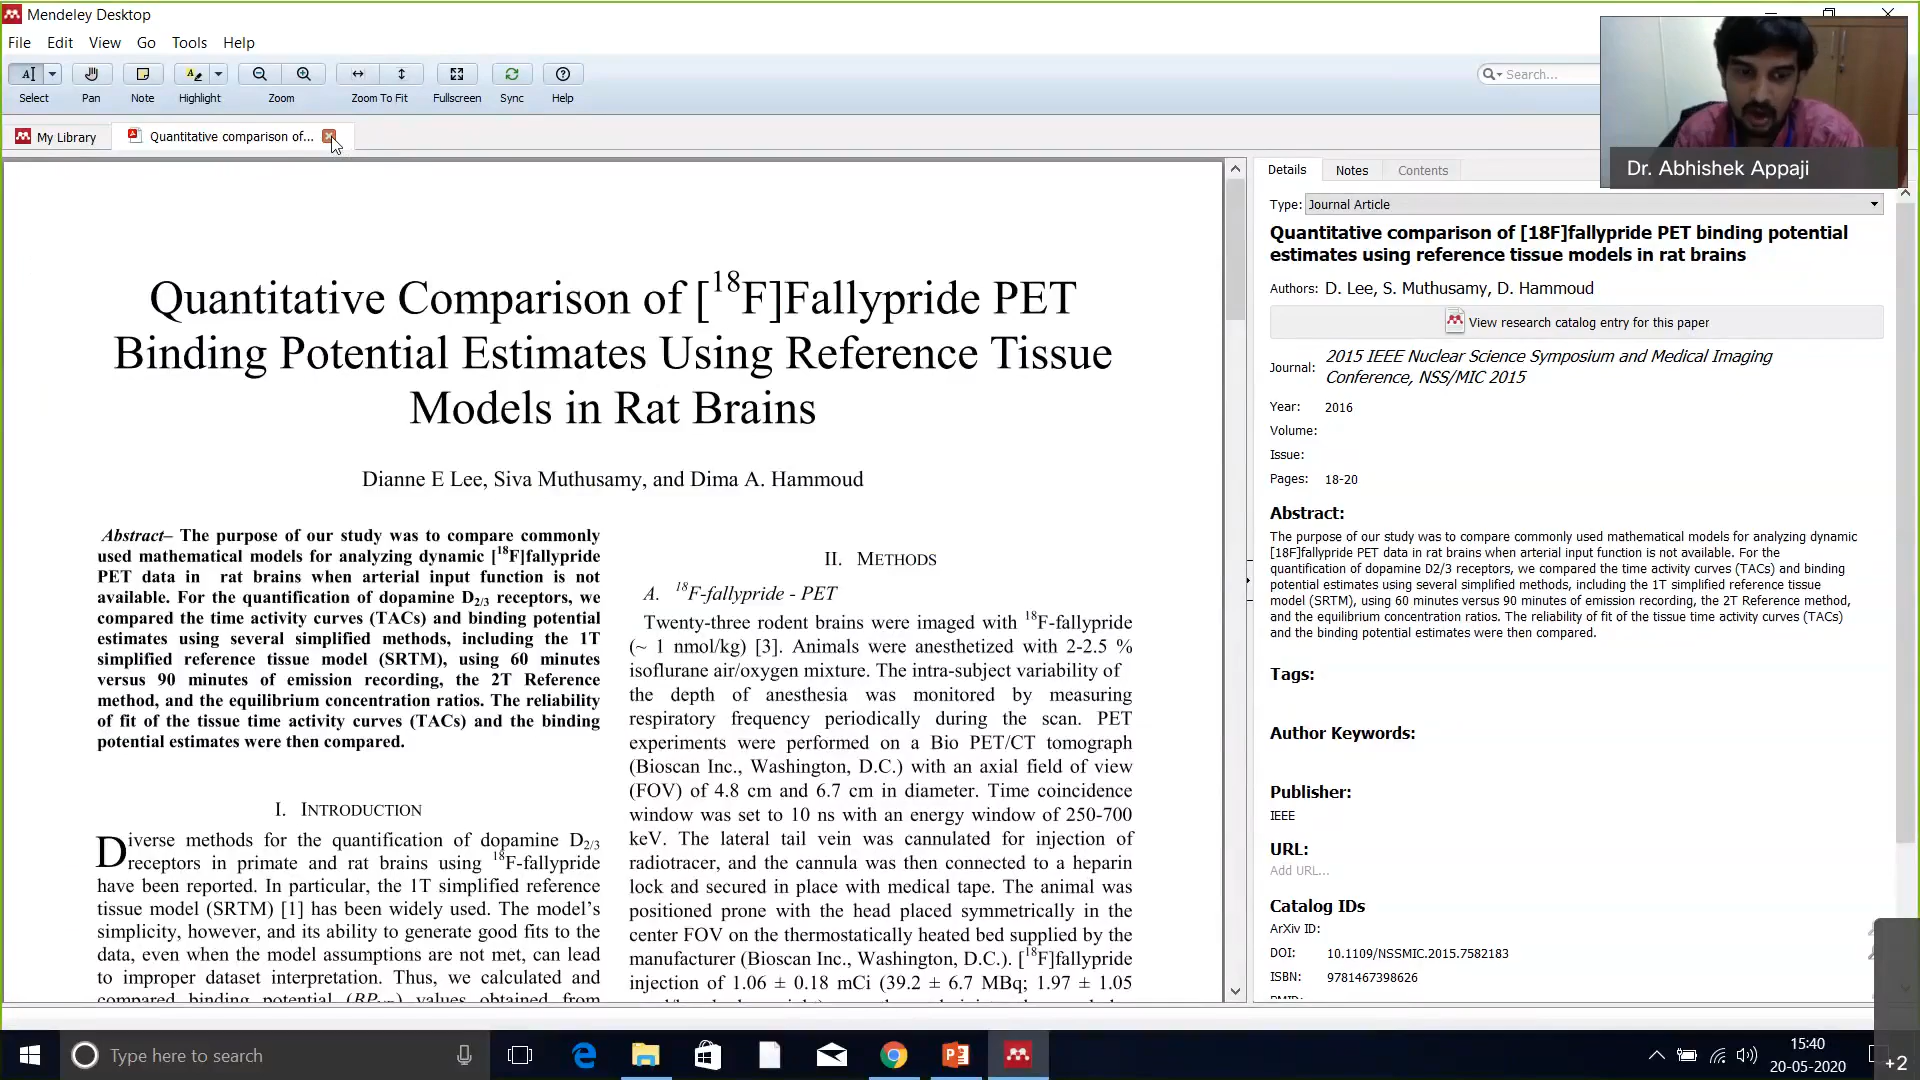 Mendeley Desktop
File Edit View Go Tools Help
Select Pan Note Highlight Zoom Zoom To Fit Fullscreen Sync Help
Search...
My Library Quantitative comparison of...
Dr. Abhishek Appaji
Quantitative Comparison of [18F]Fallypride PET
Binding Potential Estimates Using Reference Tissue
Models in Rat Brains
Dianne E Lee, Siva Muthusamy, and Dima A. Hammoud
Abstract– The purpose of our study was to compare commonly
used mathematical models for analyzing dynamic [18F]fallypride
PET data in rat brains when arterial input function is not
available. For the quantification of dopamine D2/3 receptors, we
compared the time activity curves (TACs) and binding potential
estimates using several simplified methods, including the 1T
simplified reference tissue model (SRTM), using 60 minutes
versus 90 minutes of emission recording, the 2T Reference
method, and the equilibrium concentration ratios. The reliability
of fit of the tissue time activity curves (TACs) and the binding
potential estimates were then compared.
I. INTRODUCTION
Diverse methods for the quantification of dopamine D2/3
receptors in primate and rat brains using 18F-fallypride
have been reported. In particular, the 1T simplified reference
tissue model (SRTM) [1] has been widely used. The model's
simplicity, however, and its ability to generate good fits to the
data, even when the model assumptions are not met, can lead
to improper dataset interpretation. Thus, we calculated and
compared binding potential (BPND) values obtained from
II. METHODS
A. 18F-fallypride - PET
Twenty-three rodent brains were imaged with 18F-fallypride
(~ 1 nmol/kg) [3]. Animals were anesthetized with 2-2.5 %
isoflurane air/oxygen mixture. The intra-subject variability of
the depth of anesthesia was monitored by measuring
respiratory frequency periodically during the scan. PET
experiments were performed on a Bio PET/CT tomograph
(Bioscan Inc., Washington, D.C.) with an axial field of view
(FOV) of 4.8 cm and 6.7 cm in diameter. Time coincidence
window was set to 10 ns with an energy window of 250-700
keV. The lateral tail vein was cannulated for injection of
radiotracer, and the cannula was then connected to a heparin
lock and secured in place with medical tape. The animal was
positioned prone with the head placed symmetrically in the
center FOV on the thermostatically heated bed supplied by the
manufacturer (Bioscan Inc., Washington, D.C.). [18F]fallypride
injection of 1.06 ± 0.18 mCi (39.2 ± 6.7 MBq; 1.97 ± 1.05
Details Notes Contents
Type: Journal Article
Quantitative comparison of [18F]fallypride PET binding potential
estimates using reference tissue models in rat brains
Authors: D. Lee, S. Muthusamy, D. Hammoud
View research catalog entry for this paper
Journal: 2015 IEEE Nuclear Science Symposium and Medical Imaging
Conference, NSS/MIC 2015
Year: 2016
Volume:
Issue:
Pages: 18-20
Abstract:
The purpose of our study was to compare commonly used mathematical models for analyzing dynamic
[18F]fallypride PET data in rat brains when arterial input function is not available. For the
quantification of dopamine D2/3 receptors, we compared the time activity curves (TACs) and binding
potential estimates using several simplified methods, including the 1T simplified reference tissue
model (SRTM), using 60 minutes versus 90 minutes of emission recording, the 2T Reference method,
and the equilibrium concentration ratios. The reliability of fit of the tissue time activity curves (TACs)
and the binding potential estimates were then compared.
Tags:
Author Keywords:
Publisher:
IEEE
URL:
Add URL...
Catalog IDs
ArXiv ID:
DOI: 10.1109/NSSMIC.2015.7582183
ISBN: 9781467398626
PMID:
Type here to search
15:40
20-05-2020
+2